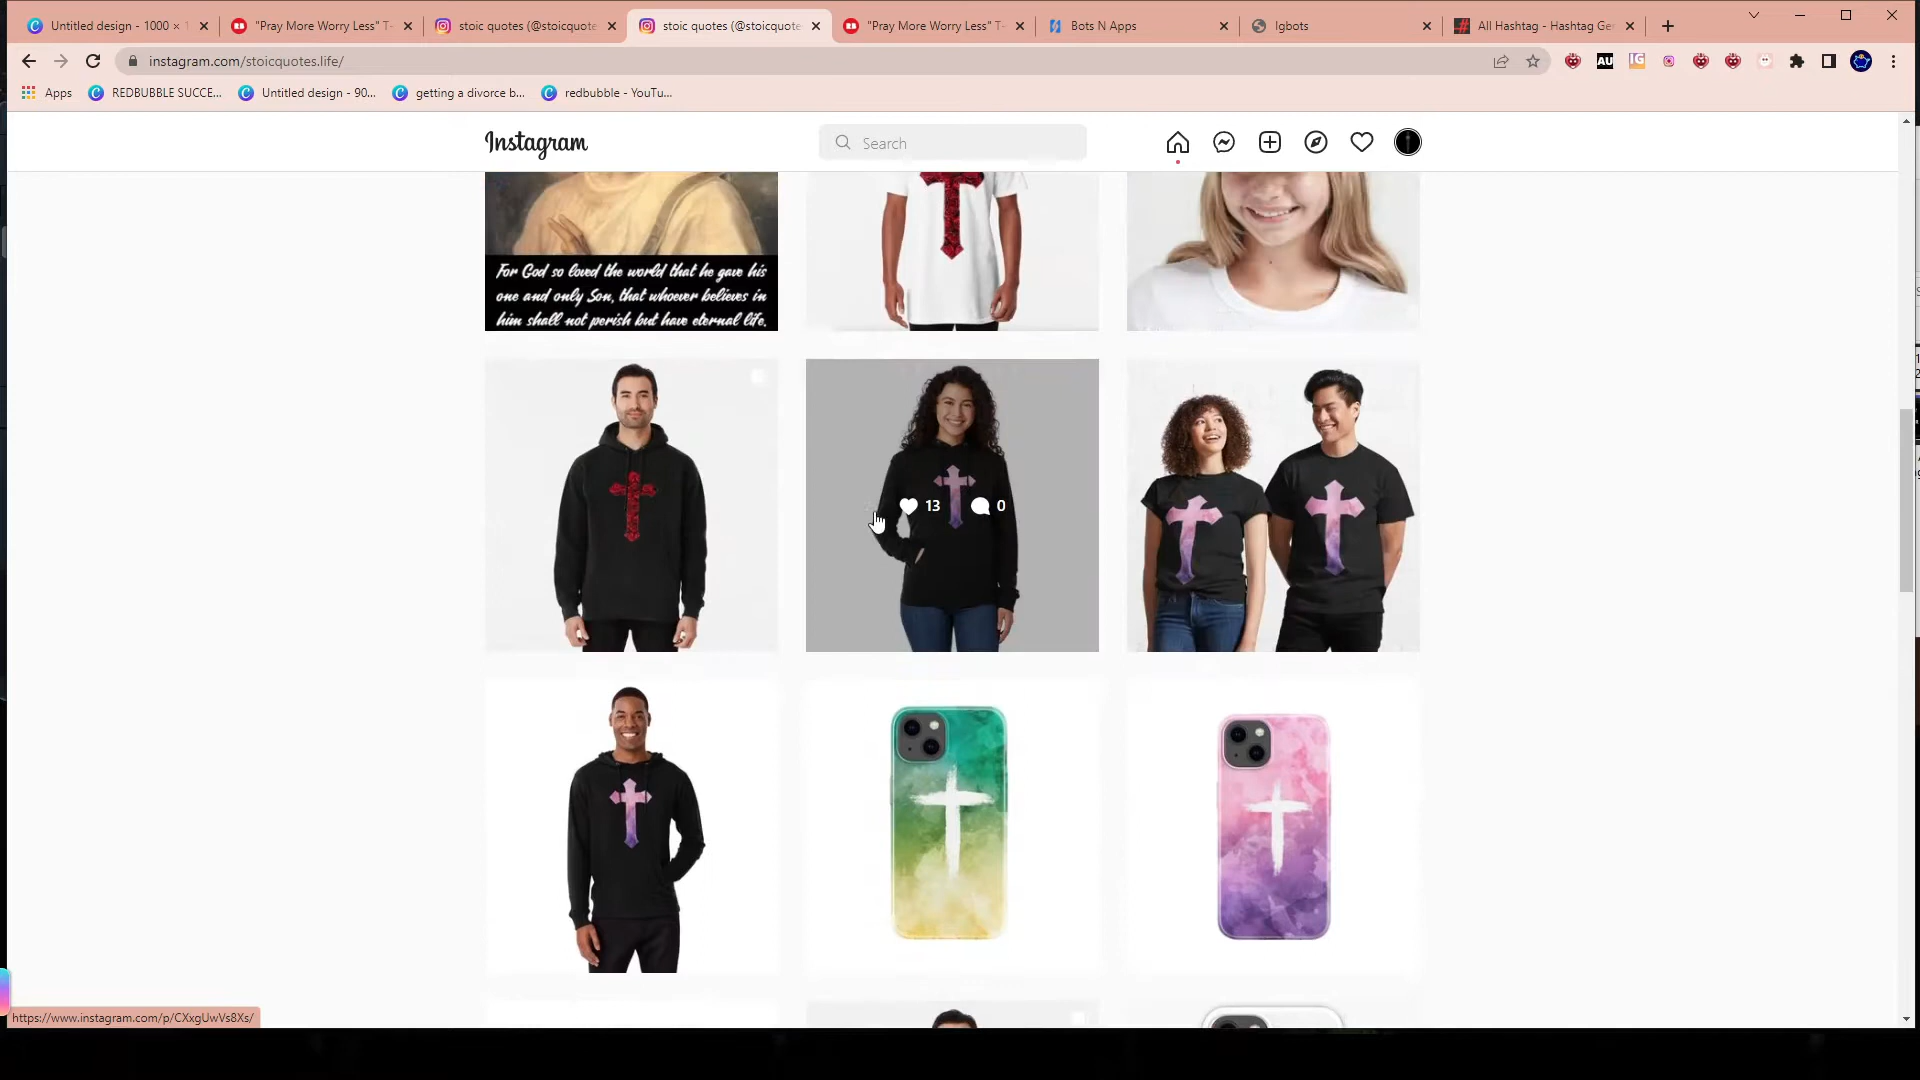 Untitled design - 1000 × 1
"Pray More Worry Less" T-
stoic quotes (@stoicquote
stoic quotes (@stoicquote
"Pray More Worry Less" T-
Bots N Apps
Igbots
All Hashtag - Hashtag Ge
instagram.com/stoicquotes.life/
AU
IG
Apps
REDBUBBLE SUCCE...
Untitled design - 90...
getting a divorce b...
redbubble - YouTu...
Instagram
Search
For God so loved the world that he gave his
one and only Son, that whoever believes in
him shall not perish but have eternal life.
13
0
https://www.instagram.com/p/CXxgUwVs8Xs/